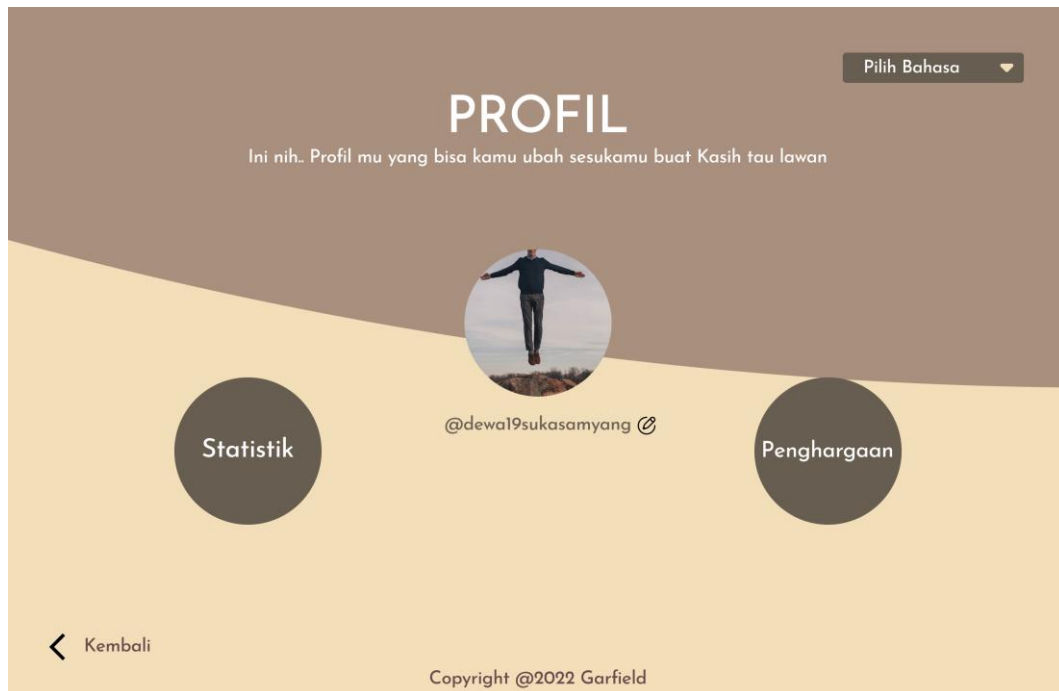 Pilih Bahasa
PROFIL
Ini nih.. Profil mu yang bisa kamu ubah sesukamu buat Kasih tau lawan
@dewa19sukasamyang
Statistik
Penghargaan
Kembali
Copyright @2022 Garfield